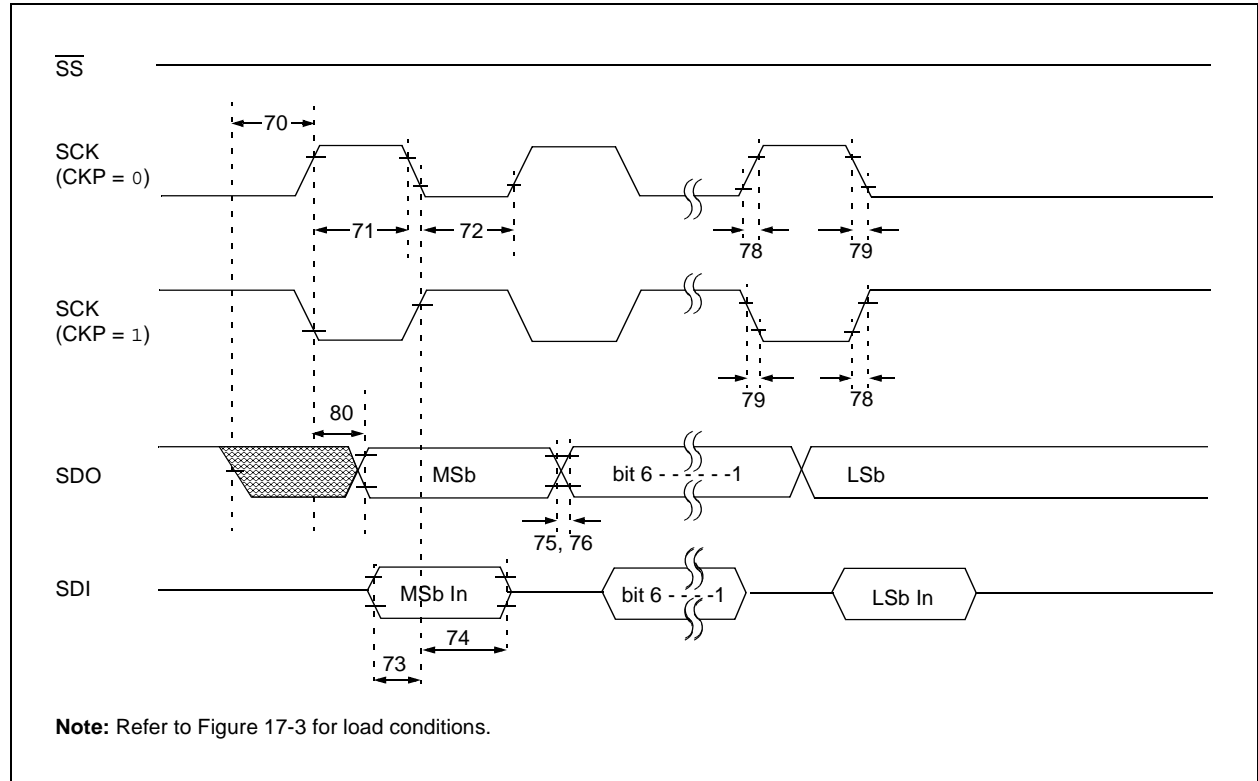 SS
70
SCK
(CKP = 0)
71
72
78
79
SCK
(CKP = 1)
79
78
80
SDO
MSb
bit 6 - - - - - - -1
LSb
75, 76
SDI
MSb In
bit 6 - - - - -1
LSb In
74
73
Note: Refer to Figure 17-3 for load conditions.